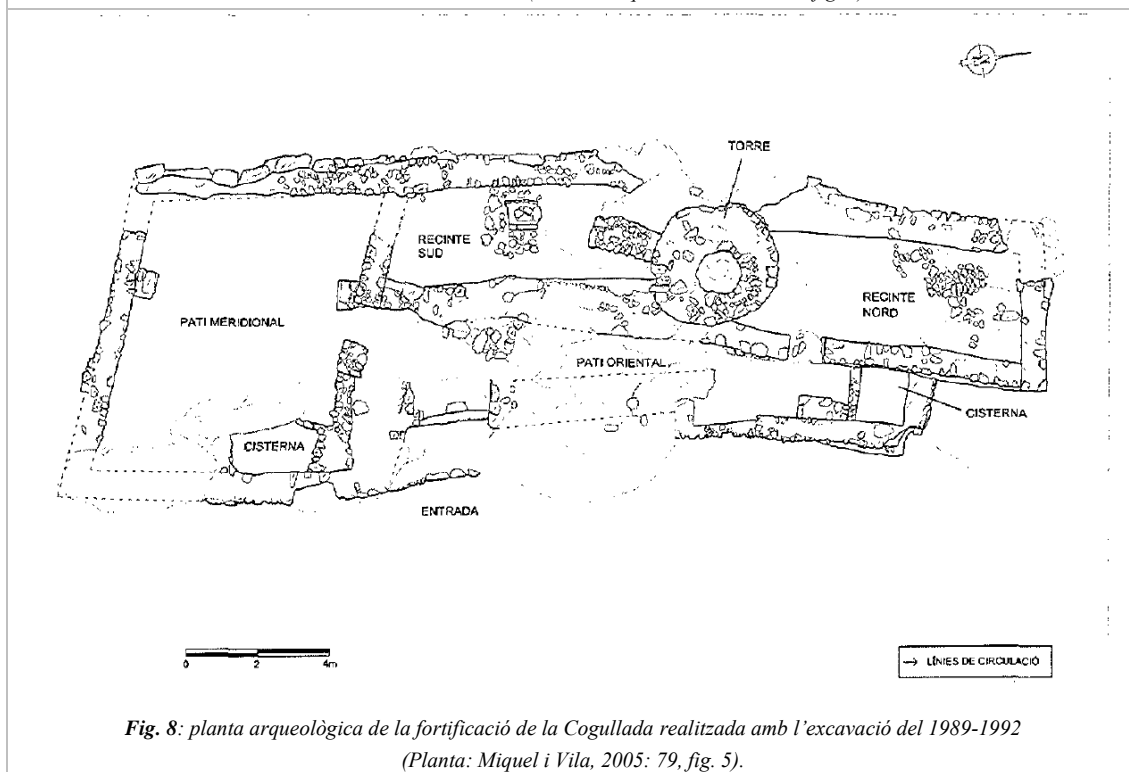 TORRE
RECINTE
SUD
RECINTE
NORD
PATI MERIDIONAL
PATI ORIENTAL
CISTERNA
CISTERNA
ENTRADA
0 2 4m
→ LÍNIES DE CIRCULACIÓ
Fig. 8: planta arqueològica de la fortificació de la Cogullada realitzada amb l’excavació del 1989-1992
(Planta: Miquel i Vila, 2005: 79, fig. 5).